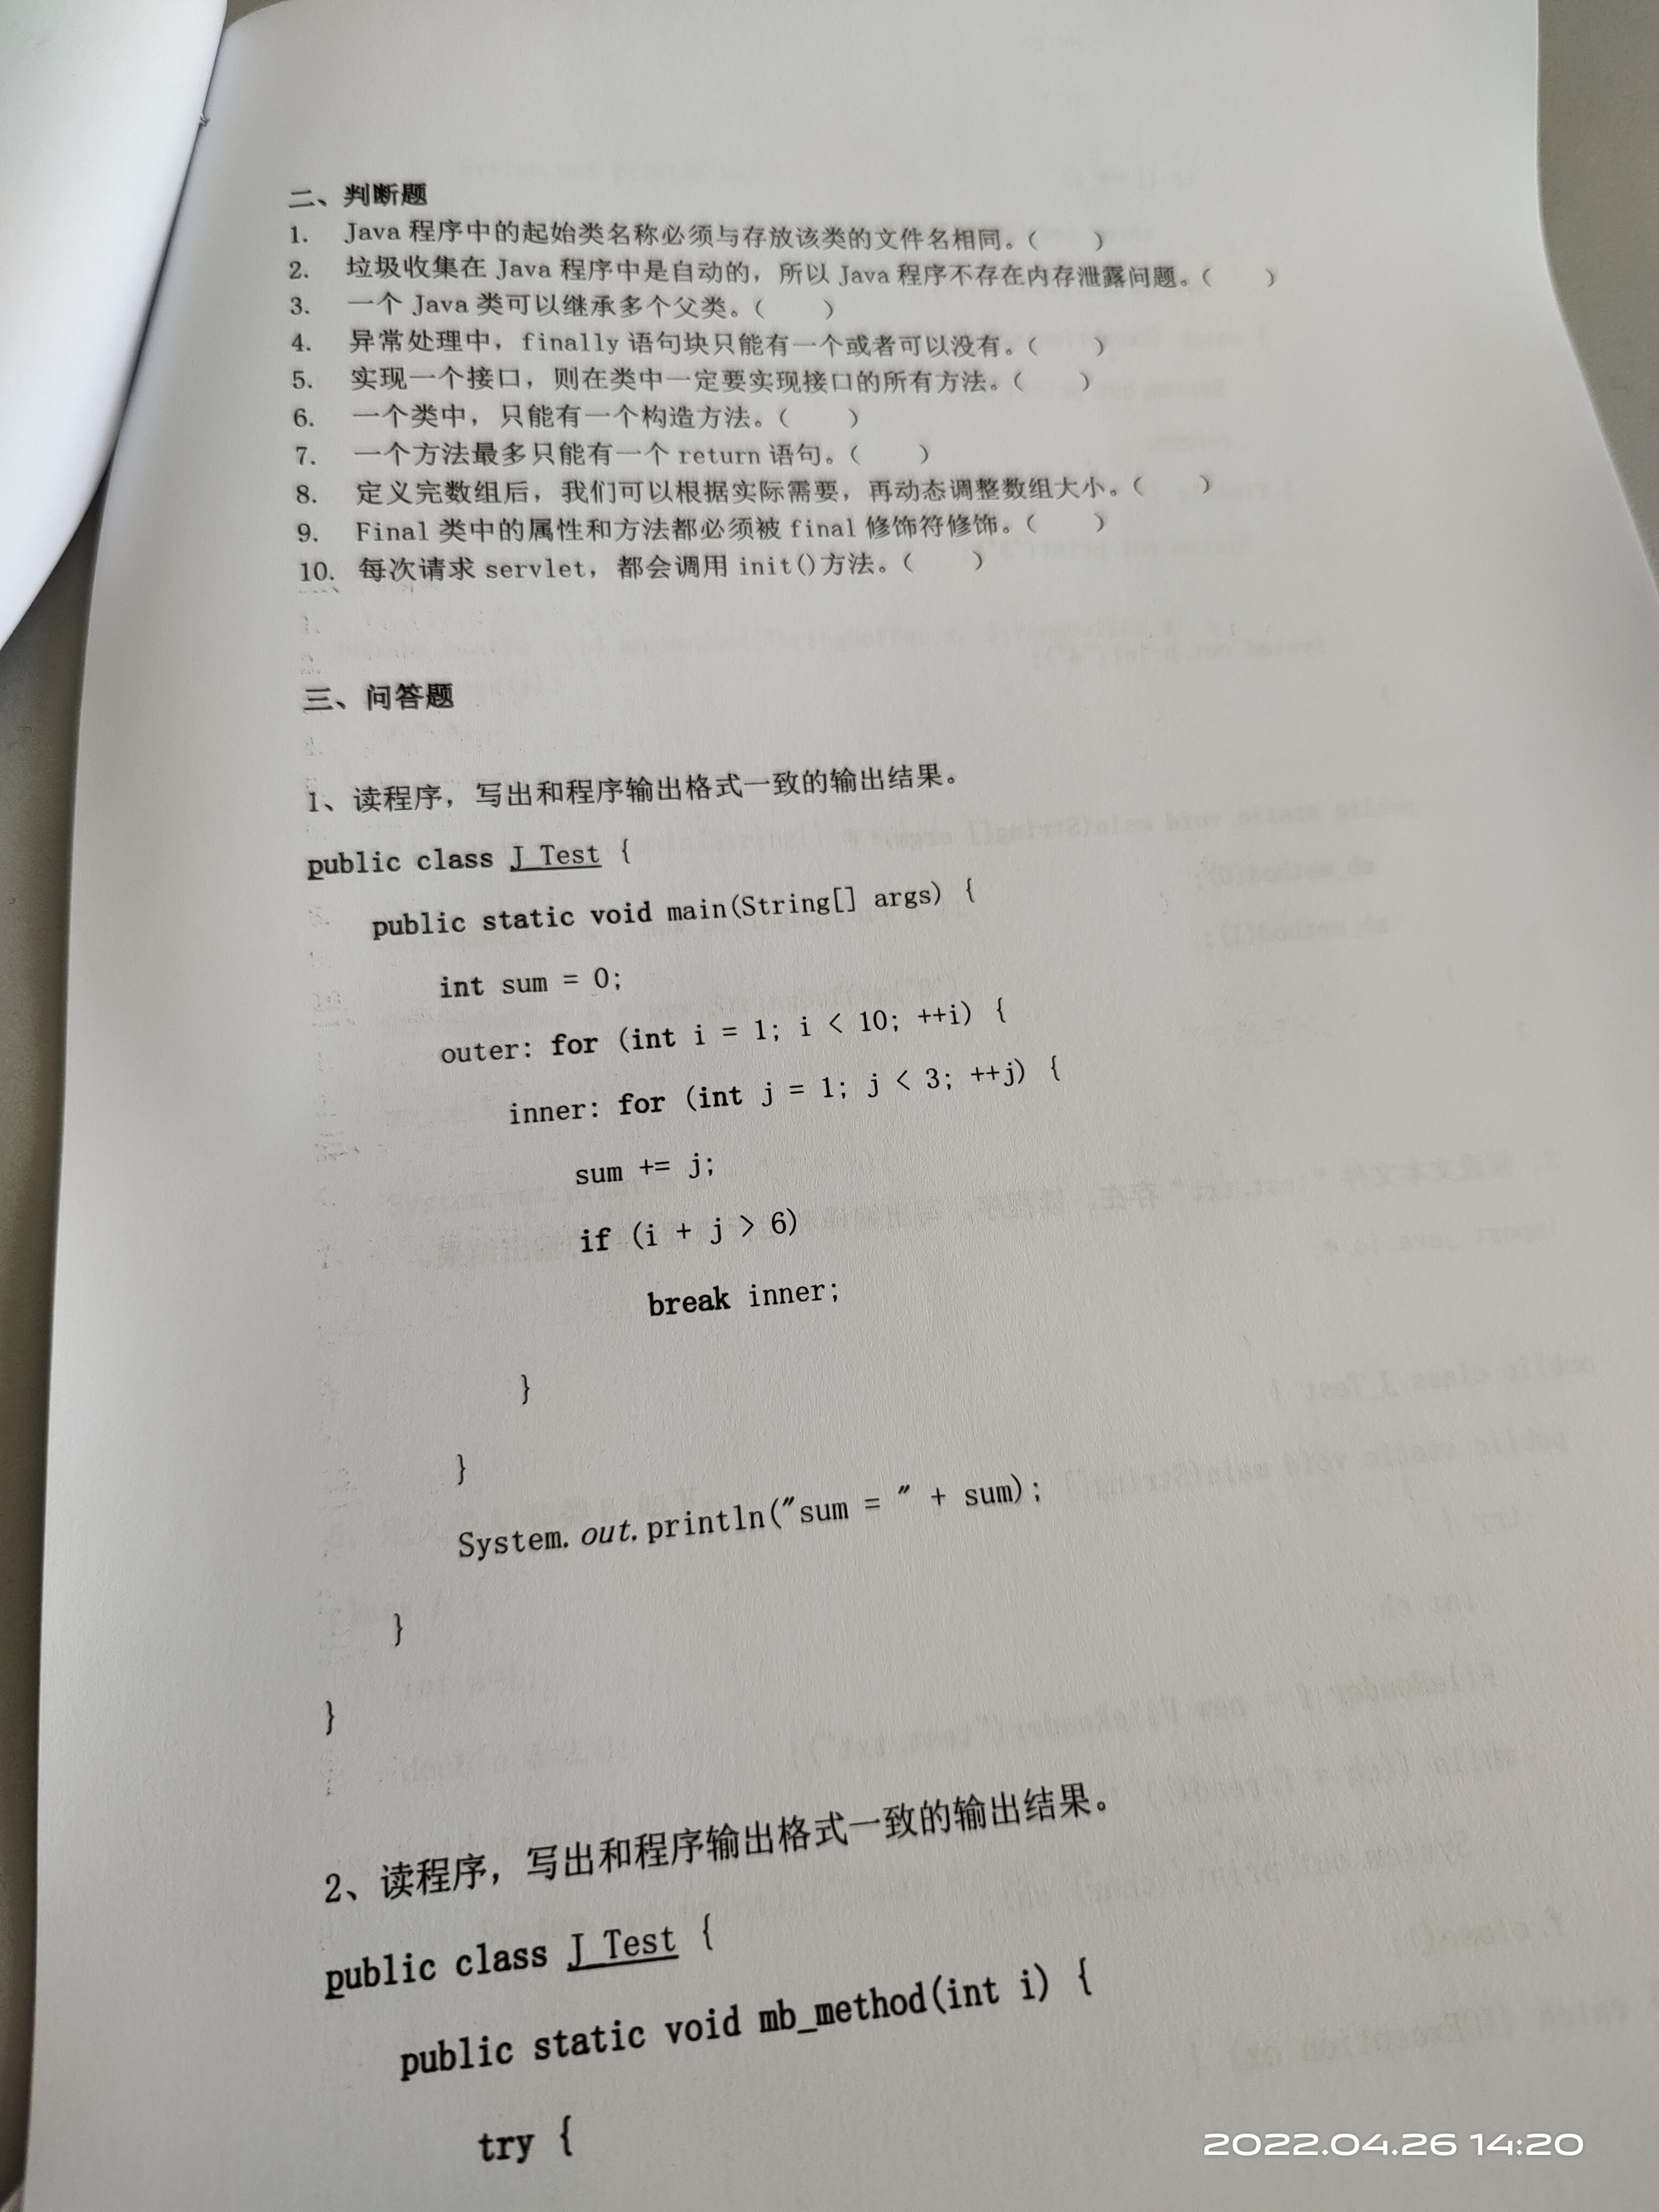 二、判断题
1. Java 程序中的起始类名称必须与存放该类的文件名相同。（　　）
2. 垃圾收集在 Java 程序中是自动的，所以 Java 程序不存在内存泄露问题。（　　）
3. 一个 Java 类可以继承多个父类。（　　）
4. 异常处理中，finally 语句块只能有一个或者可以没有。（　　）
5. 实现一个接口，则在类中一定要实现接口的所有方法。（　　）
6. 一个类中，只能有一个构造方法。（　　）
7. 一个方法最多只能有一个 return 语句。（　　）
8. 定义完数组后，我们可以根据实际需要，再动态调整数组大小。（　　）
9. Final 类中的属性和方法都必须被 final 修饰符修饰。（　　）
10. 每次请求 servlet，都会调用 init()方法。（　　）
三、问答题
1、读程序，写出和程序输出格式一致的输出结果。
public class J_Test {
public static void main(String[] args) {
int sum = 0;
outer: for (int i = 1; i < 10; ++i) {
inner: for (int j = 1; j < 3; ++j) {
sum += j;
if (i + j > 6)
break inner;
}
}
System.out.println("sum = " + sum);
}
}
2、读程序，写出和程序输出格式一致的输出结果。
public class J_Test {
public static void mb_method(int i) {
try {
2022.04.26 14:20